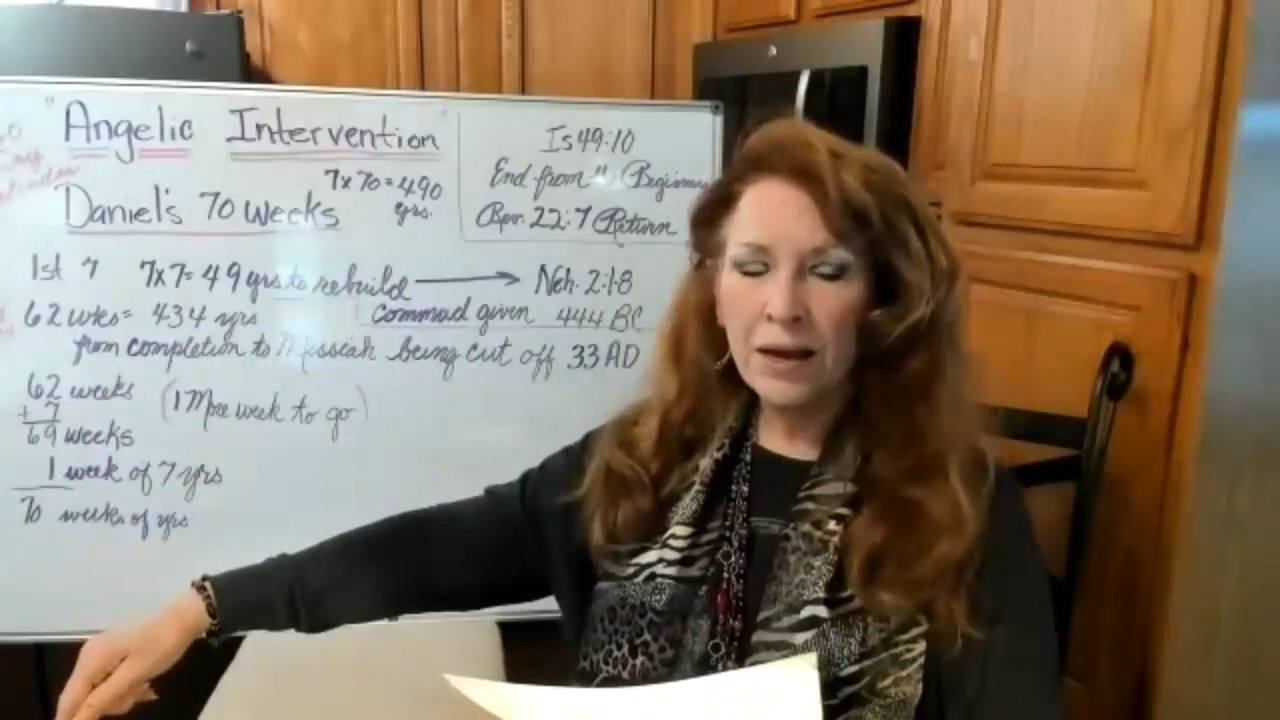 "Angelic Intervention"
7x70=490
yrs.
Daniel's 70 weeks
Is 49:10
End from " Beginning
Apr. 22:7 Return
1st 7 7x7=49 yrs to rebuild → Neh. 2:1-8
62 wks= 434 yrs Commad given 444 BC
from completion to Messiah being cut off 33 AD
62 weeks
+ 7 (1 More week to go)
69 weeks
1 week of 7 yrs
70 weeks of yrs